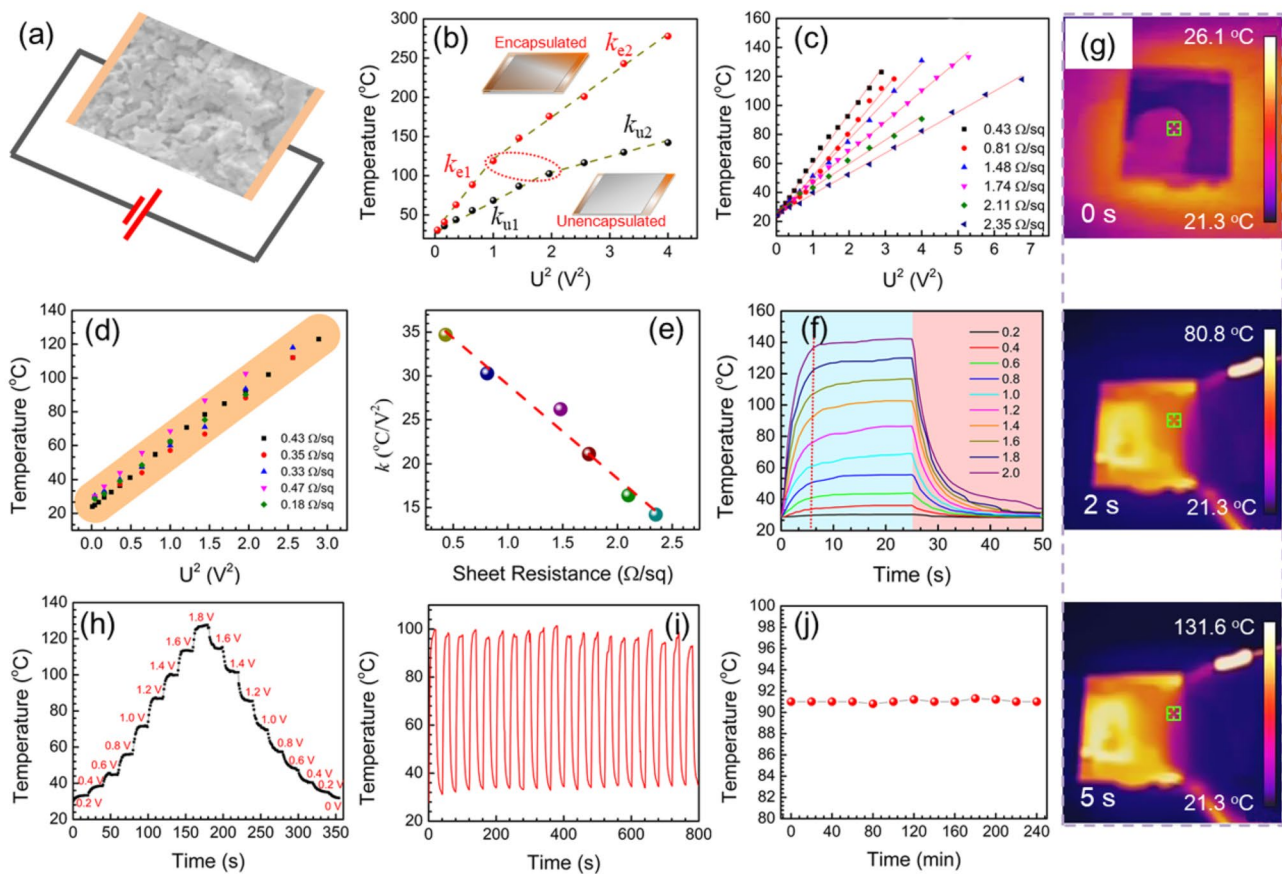 (a)
(b)
Temperature (°C)
300
250
200
150
100
50
0
1
2
3
4
U² (V²)
Encapsulated
Unencapsulated
ke1
ke2
ku1
ku2
(c)
Temperature (°C)
160
140
120
100
80
60
40
20
0
1
2
3
4
5
6
7
U² (V²)
0.43 Ω/sq
0.81 Ω/sq
1.48 Ω/sq
1.74 Ω/sq
2.11 Ω/sq
2.35 Ω/sq
(g)
26.1 °C
0 s
21.3 °C
80.8 °C
2 s
21.3 °C
131.6 °C
5 s
21.3 °C
(d)
Temperature (°C)
140
120
100
80
60
40
20
0.0
0.5
1.0
1.5
2.0
2.5
3.0
U² (V²)
0.43 Ω/sq
0.35 Ω/sq
0.33 Ω/sq
0.47 Ω/sq
0.18 Ω/sq
(e)
k (°C/V²)
35
30
25
20
15
0.5
1.0
1.5
2.0
2.5
Sheet Resistance (Ω/sq)
(f)
Temperature (°C)
160
140
120
100
80
60
40
20
0
10
20
30
40
50
Time (s)
0.2
0.4
0.6
0.8
1.0
1.2
1.4
1.6
1.8
2.0
(h)
Temperature (°C)
140
120
100
80
60
40
20
0
50
100
150
200
250
300
350
Time (s)
0.2 V
0.4 V
0.6 V
0.8 V
1.0 V
1.2 V
1.4 V
1.6 V
1.8 V
1.6 V
1.4 V
1.2 V
1.0 V
0.8 V
0.6 V
0.4 V
0.2 V
0 V
(i)
Temperature (°C)
100
80
60
40
20
0
200
400
600
800
Time (s)
(j)
Temperature (°C)
98
96
94
92
90
88
86
84
82
80
0
40
80
120
160
200
240
Time (min)